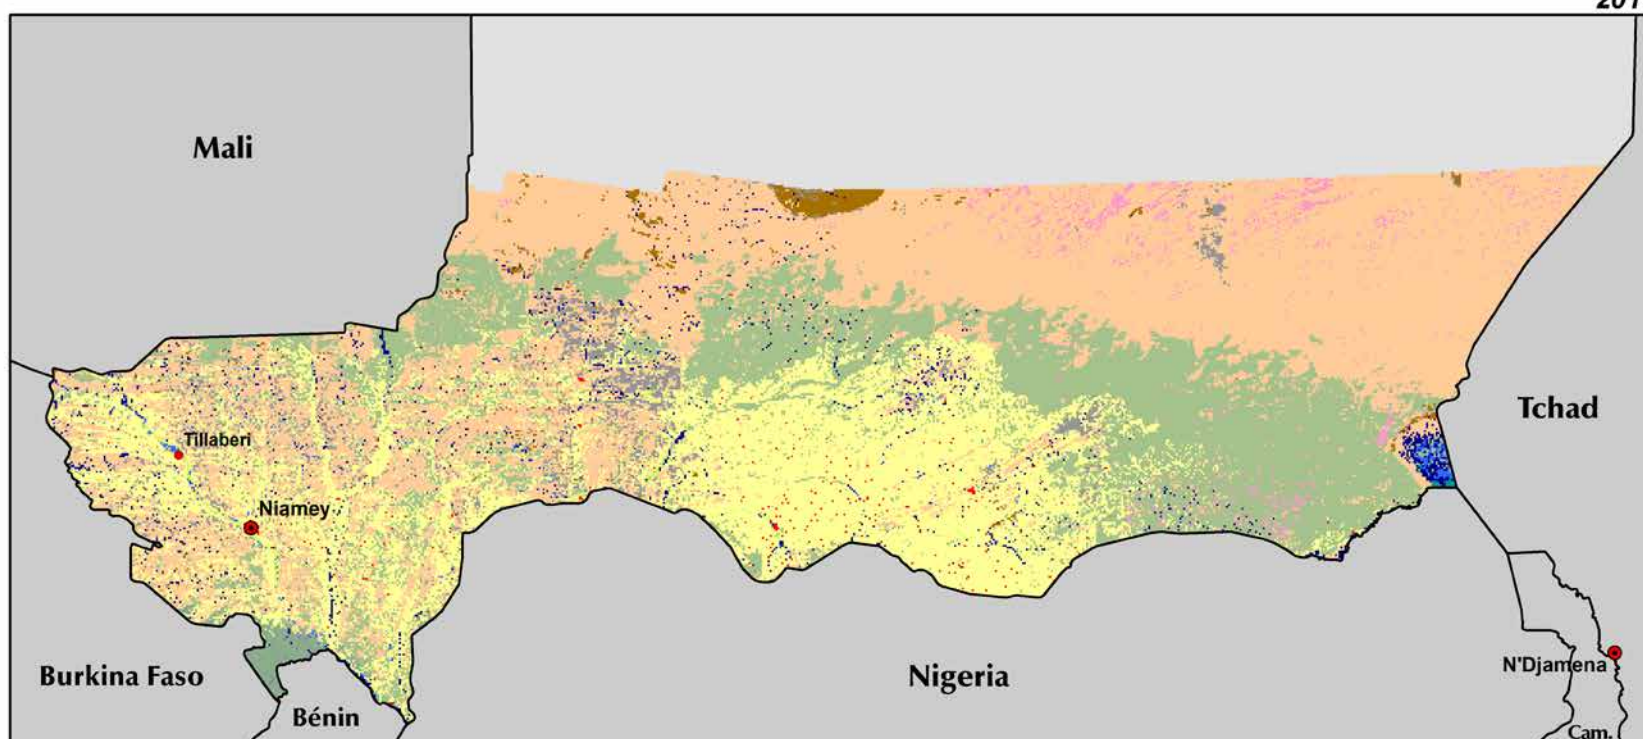 Mali
Tchad
Tillaberi
Niamey
Burkina Faso
Nigeria
N'Djamena
Bénin
Cam.